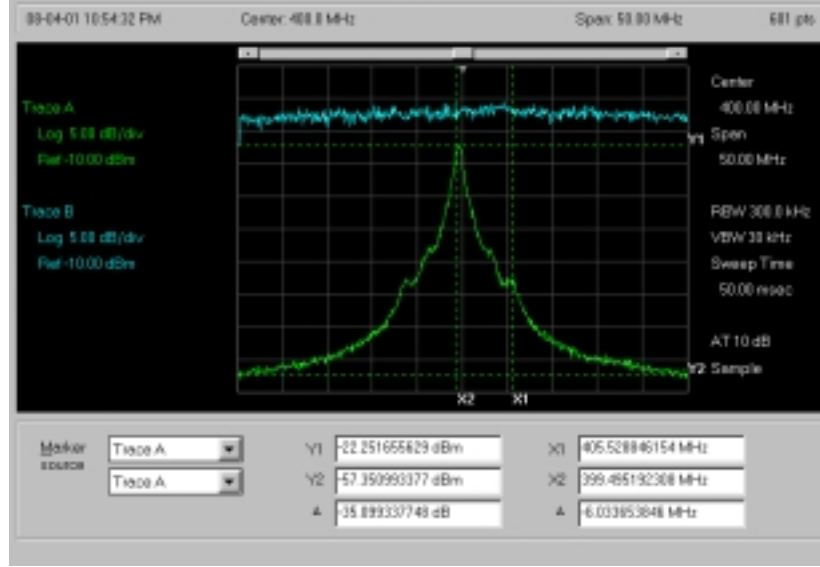 08-04-01 10:54:32 PM Center: 400.0 MHz Span: 50.00 MHz 601 pts
Trace A
Log 5.00 dB/div
Ref -10.00 dBm
Trace B
Log 5.00 dB/div
Ref -10.00 dBm
Y1
Y2
X2 X1
Center
400.00 MHz
Span
50.00 MHz
RBW 300.0 kHz
VBW 30 kHz
Sweep Time
50.00 msec
AT 10 dB
Sample
Marker source
Trace A
Trace A
Y1 -22.251655629 dBm
Y2 -57.350993377 dBm
Δ -35.099337748 dB
X1 405.528846154 MHz
X2 399.495192308 MHz
Δ -6.033653846 MHz